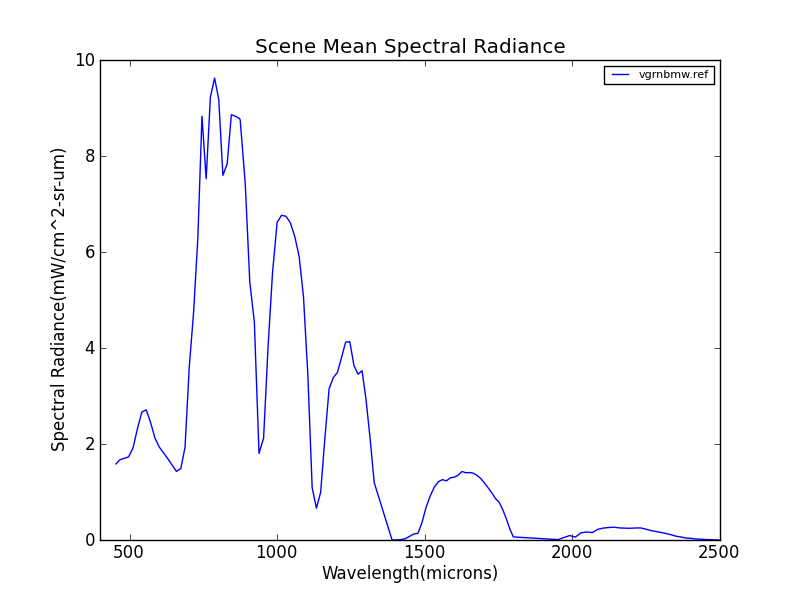 Scene Mean Spectral Radiance
vgrnbmw.ref
10
8
6
4
2
0
Spectral Radiance(mW/cm^2-sr-um)
500 1000 1500 2000 2500
Wavelength(microns)